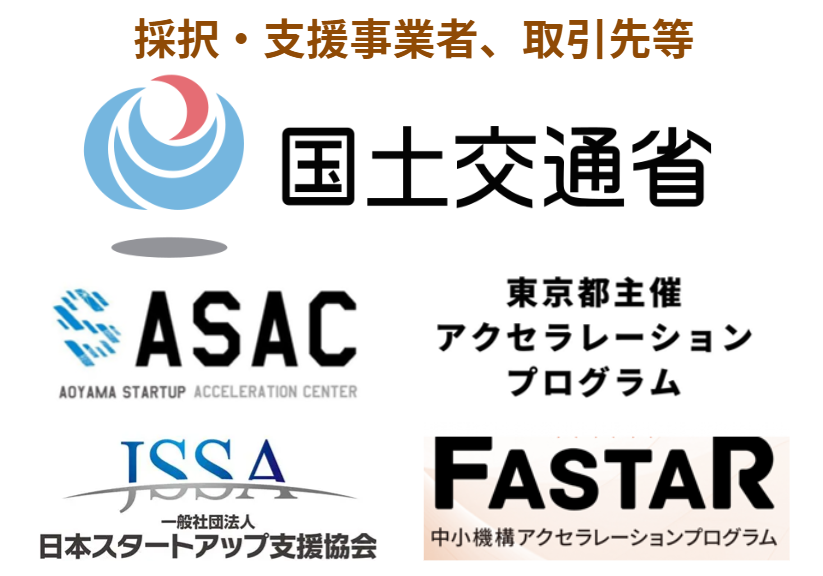 採択・支援事業者、取引先等
国土交通省
ASAC
AOYAMA STARTUP ACCELERATION CENTER
東京都主催
アクセラレーション
プログラム
JSSA
一般社団法人
日本スタートアップ支援協会
FASTAR
中小機構アクセラレーションプログラム